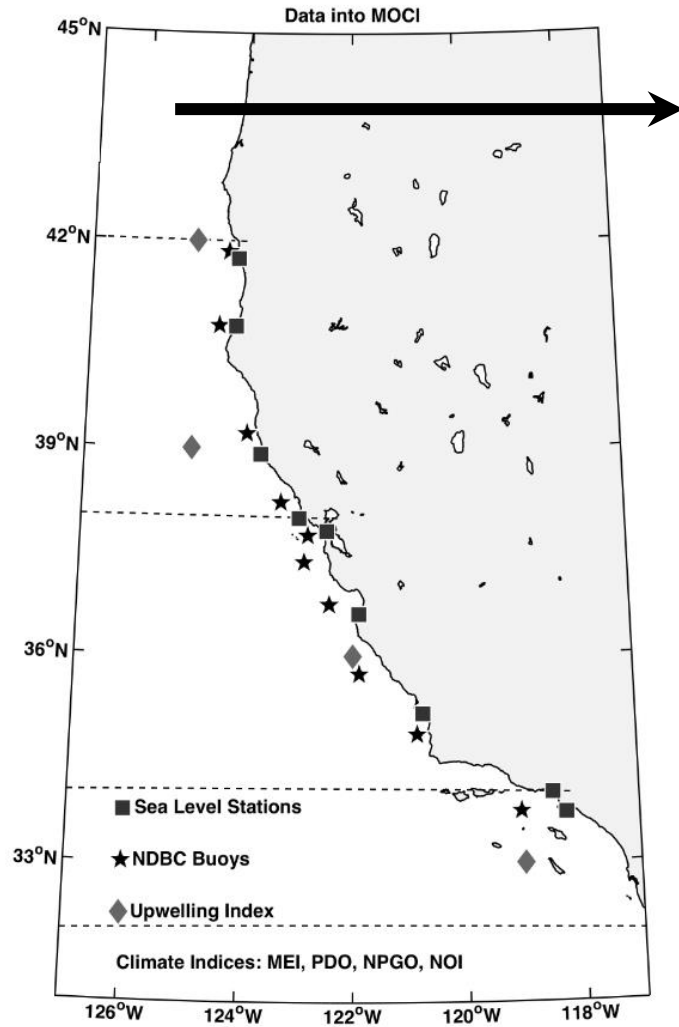 Data into MOCI
45°N
42°N
39°N
36°N
33°N
Sea Level Stations
NDBC Buoys
Upwelling Index
Climate Indices: MEI, PDO, NPGO, NOI
126°W 124°W 122°W 120°W 118°W